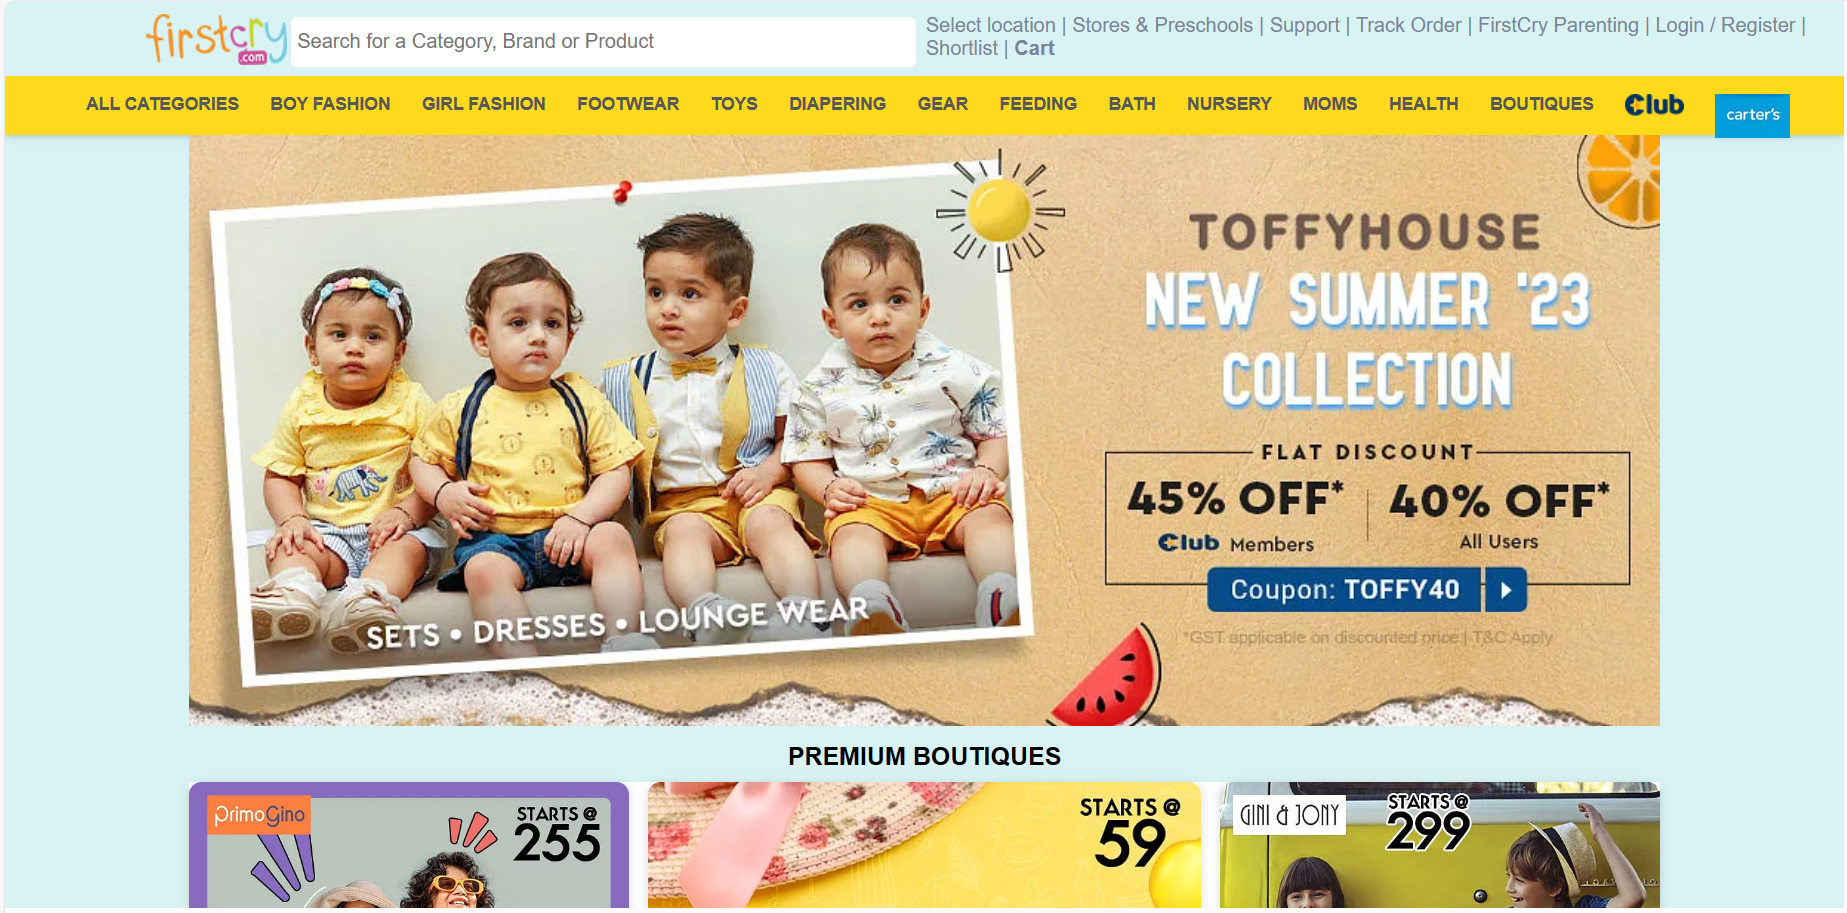 firstcry
.com
Search for a Category, Brand or Product
Select location | Stores & Preschools | Support | Track Order | FirstCry Parenting | Login / Register |
Shortlist | Cart
ALL CATEGORIES BOY FASHION GIRL FASHION FOOTWEAR TOYS DIAPERING GEAR FEEDING BATH NURSERY MOMS HEALTH BOUTIQUES Club carter's
TOFFYHOUSE
NEW SUMMER '23
COLLECTION
FLAT DISCOUNT
45% OFF* 40% OFF*
Club Members All Users
Coupon: TOFFY40
*GST applicable on discounted price | T&C Apply
SETS • DRESSES • LOUNGE WEAR
PREMIUM BOUTIQUES
PrimoGino
STARTS @
255
STARTS @
59
GINI & JONY
STARTS @
299